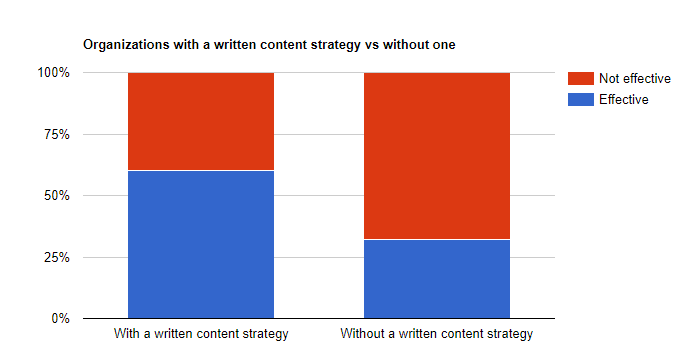 Organizations with a written content strategy vs without one
100%
75%
50%
25%
0%
Not effective
Effective
With a written content strategy
Without a written content strategy